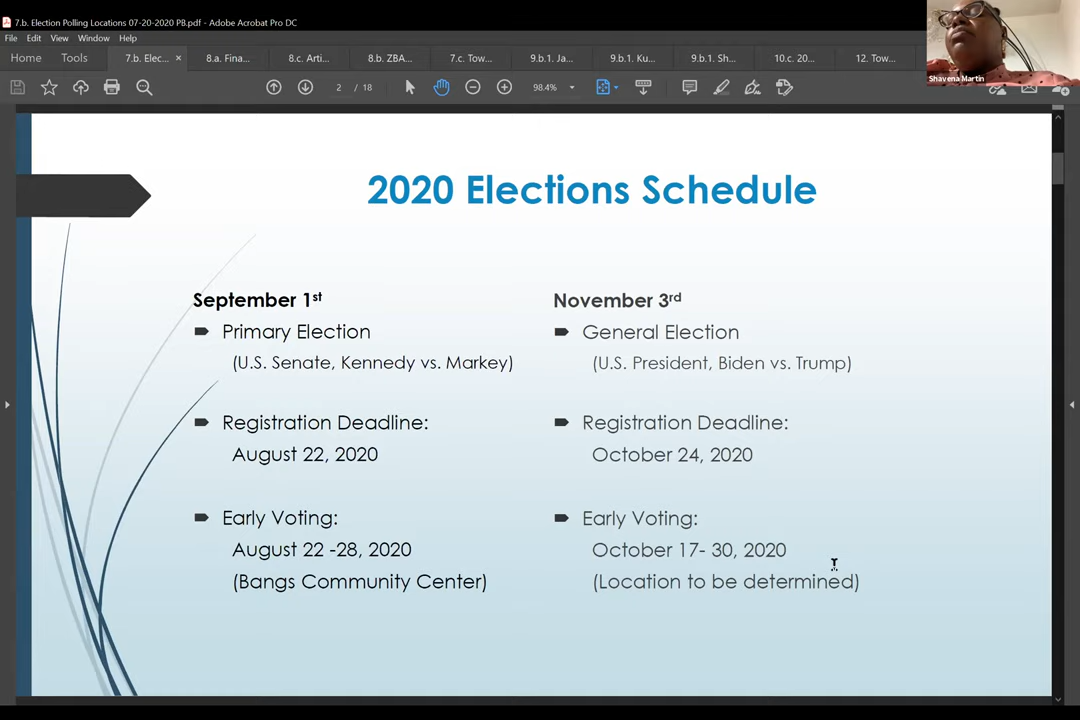 7.b. Election Polling Locations 07-20-2020 PB.pdf - Adobe Acrobat Pro DC
File Edit View Window Help
Home Tools 7.b. Elec... × 8.a. Fina... 8.c. Arti... 8.b. ZBA... 7.c. Tow... 9.b.1. Ja... 9.b.1. Ku... 9.b.1. Sh... 10.c. 20... 12. Tow...
Shavena Martin
2 / 18 98.4%
2020 Elections Schedule
September 1st
Primary Election
(U.S. Senate, Kennedy vs. Markey)
Registration Deadline:
August 22, 2020
Early Voting:
August 22 -28, 2020
(Bangs Community Center)
November 3rd
General Election
(U.S. President, Biden vs. Trump)
Registration Deadline:
October 24, 2020
Early Voting:
October 17- 30, 2020
(Location to be determined)